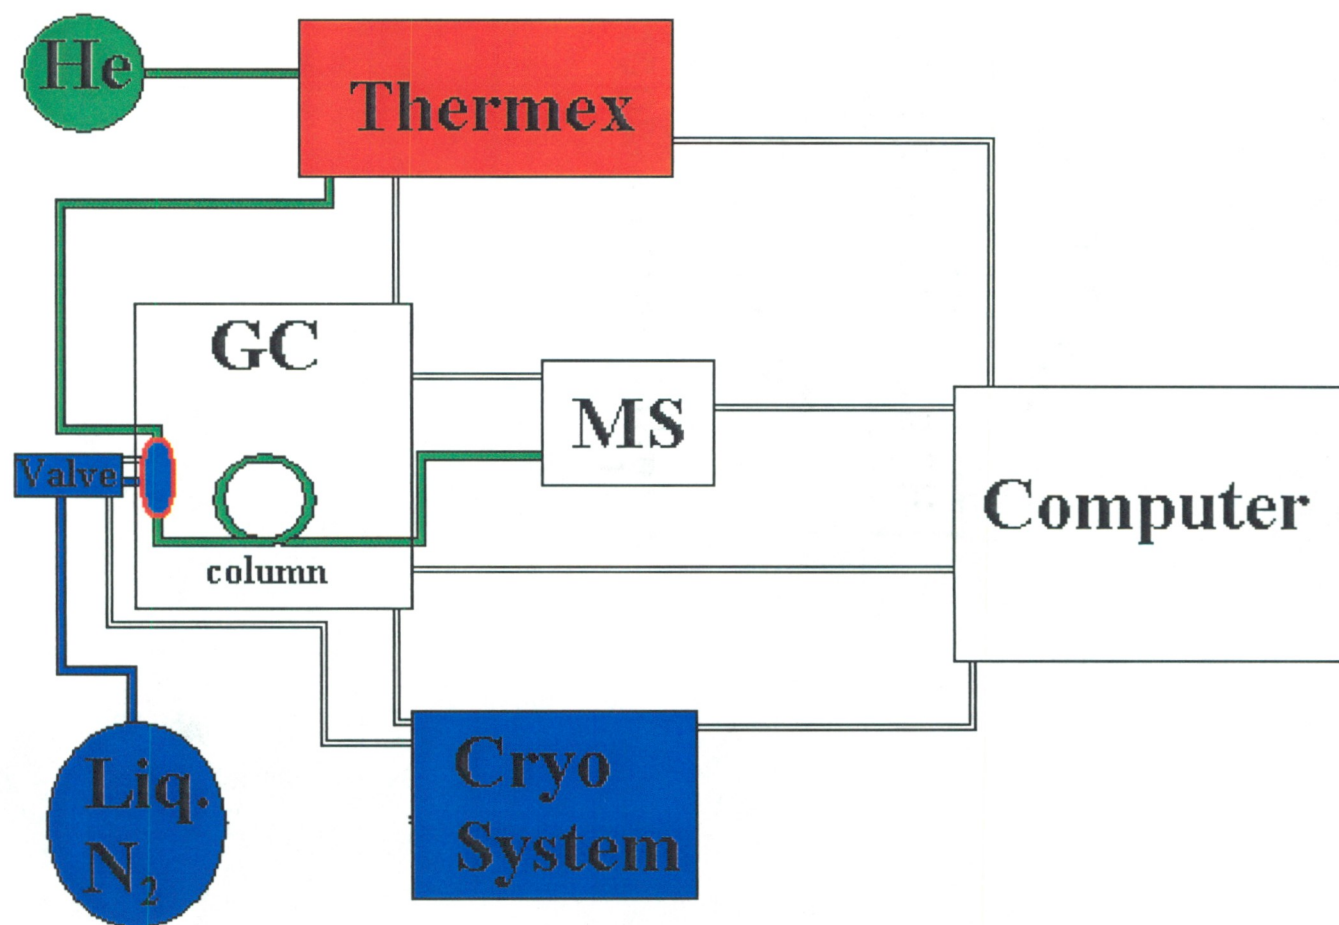 He
Thermex
GC
MS
Valve
Computer
column
Liq.
N₂
Cryo
System